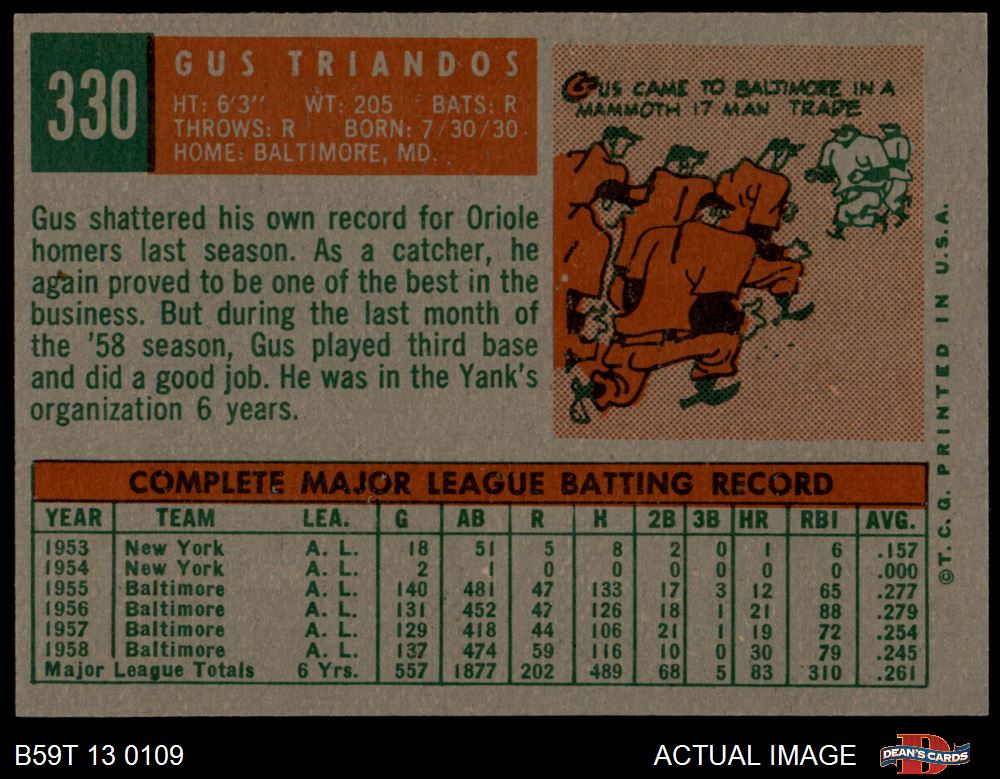 330
GUS TRIANDOS
HT: 6'3" WT: 205 BATS: R
THROWS: R BORN: 7/30/30
HOME: BALTIMORE, MD.
GUS CAME TO BALTIMORE IN A
MAMMOTH 17 MAN TRADE
Gus shattered his own record for Oriole
homers last season. As a catcher, he
again proved to be one of the best in the
business. But during the last month of
the '58 season, Gus played third base
and did a good job. He was in the Yank's
organization 6 years.
COMPLETE MAJOR LEAGUE BATTING RECORD
YEAR TEAM LEA. G AB R H 2B 3B HR RBI AVG.
1953 New York A. L. 18 51 5 8 2 0 1 6 .157
1954 New York A. L. 2 1 0 0 0 0 0 0 .000
1955 Baltimore A. L. 140 481 47 133 17 3 12 65 .277
1956 Baltimore A. L. 131 452 47 126 18 1 21 88 .279
1957 Baltimore A. L. 129 418 44 106 21 1 19 72 .254
1958 Baltimore A. L. 137 474 59 116 10 0 30 79 .245
Major League Totals 6 Yrs. 557 1877 202 489 68 5 83 310 .261
©T. C. G. PRINTED IN U.S.A.
B59T 13 0109
ACTUAL IMAGE
DEAN'S CARDS